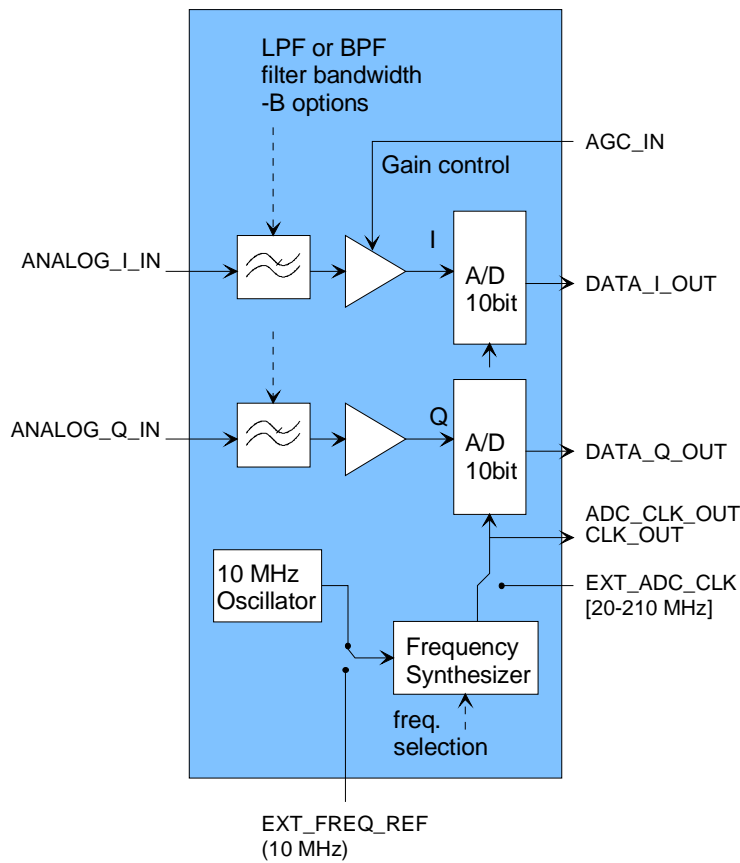 LPF or BPF
filter bandwidth
-B options
AGC_IN
Gain control
ANALOG_I_IN
I
A/D
10bit
DATA_I_OUT
ANALOG_Q_IN
Q
A/D
10bit
DATA_Q_OUT
ADC_CLK_OUT
CLK_OUT
10 MHz
Oscillator
EXT_ADC_CLK
[20-210 MHz]
Frequency
Synthesizer
freq.
selection
EXT_FREQ_REF
(10 MHz)